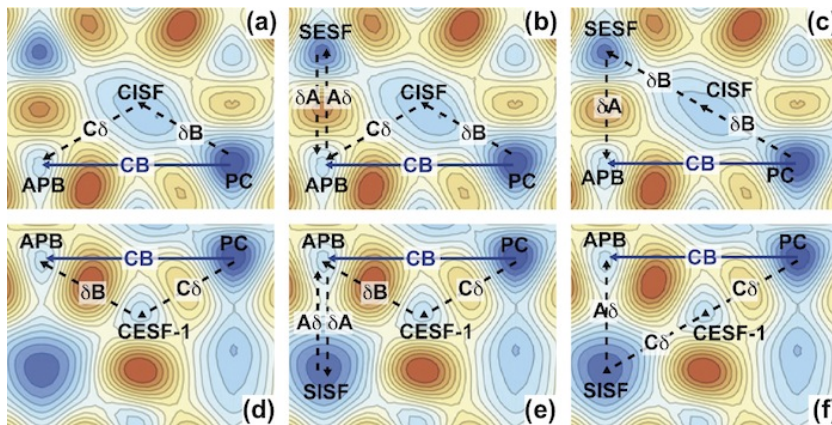 (a)
CISF
Cδ
δB
CB
APB
PC
(b)
SESF
δA
Aδ
CISF
Cδ
δB
CB
APB
PC
(c)
SESF
δB
CISF
δA
δB
CB
APB
PC
APB
PC
CB
δB
Cδ
CESF-1
(d)
APB
PC
CB
δB
Cδ
Aδ
δA
CESF-1
SISF
(e)
APB
PC
CB
Cδ
Aδ
CESF-1
Cδ
SISF
(f)